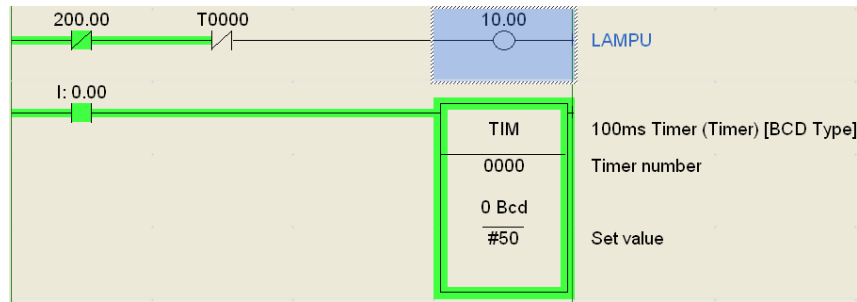 200.00 T0000 10.00
LAMPU
I: 0.00
TIM 100ms Timer (Timer) [BCD Type]
0000 Timer number
0 Bcd
#50 Set value